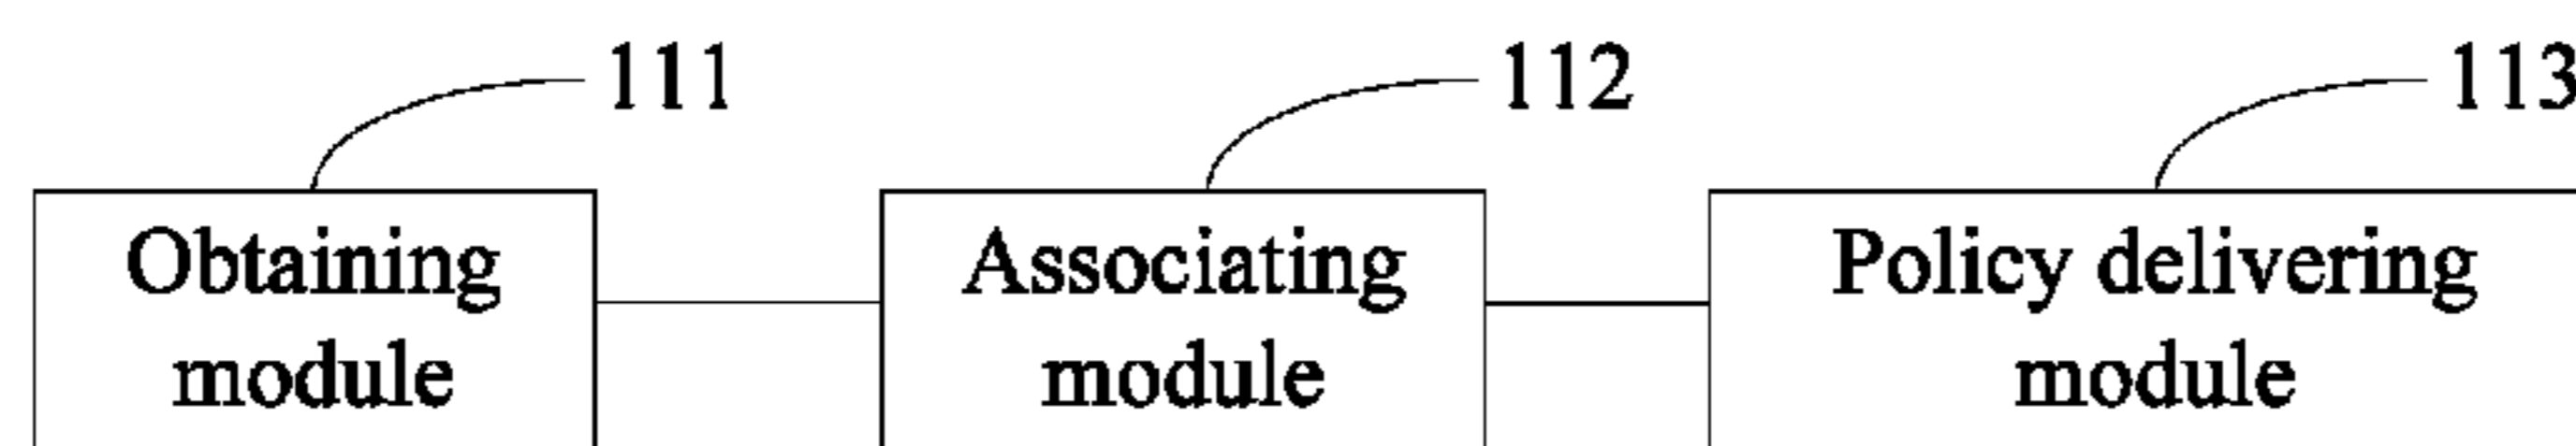 111
112
113
Obtaining
module
Associating
module
Policy delivering
module